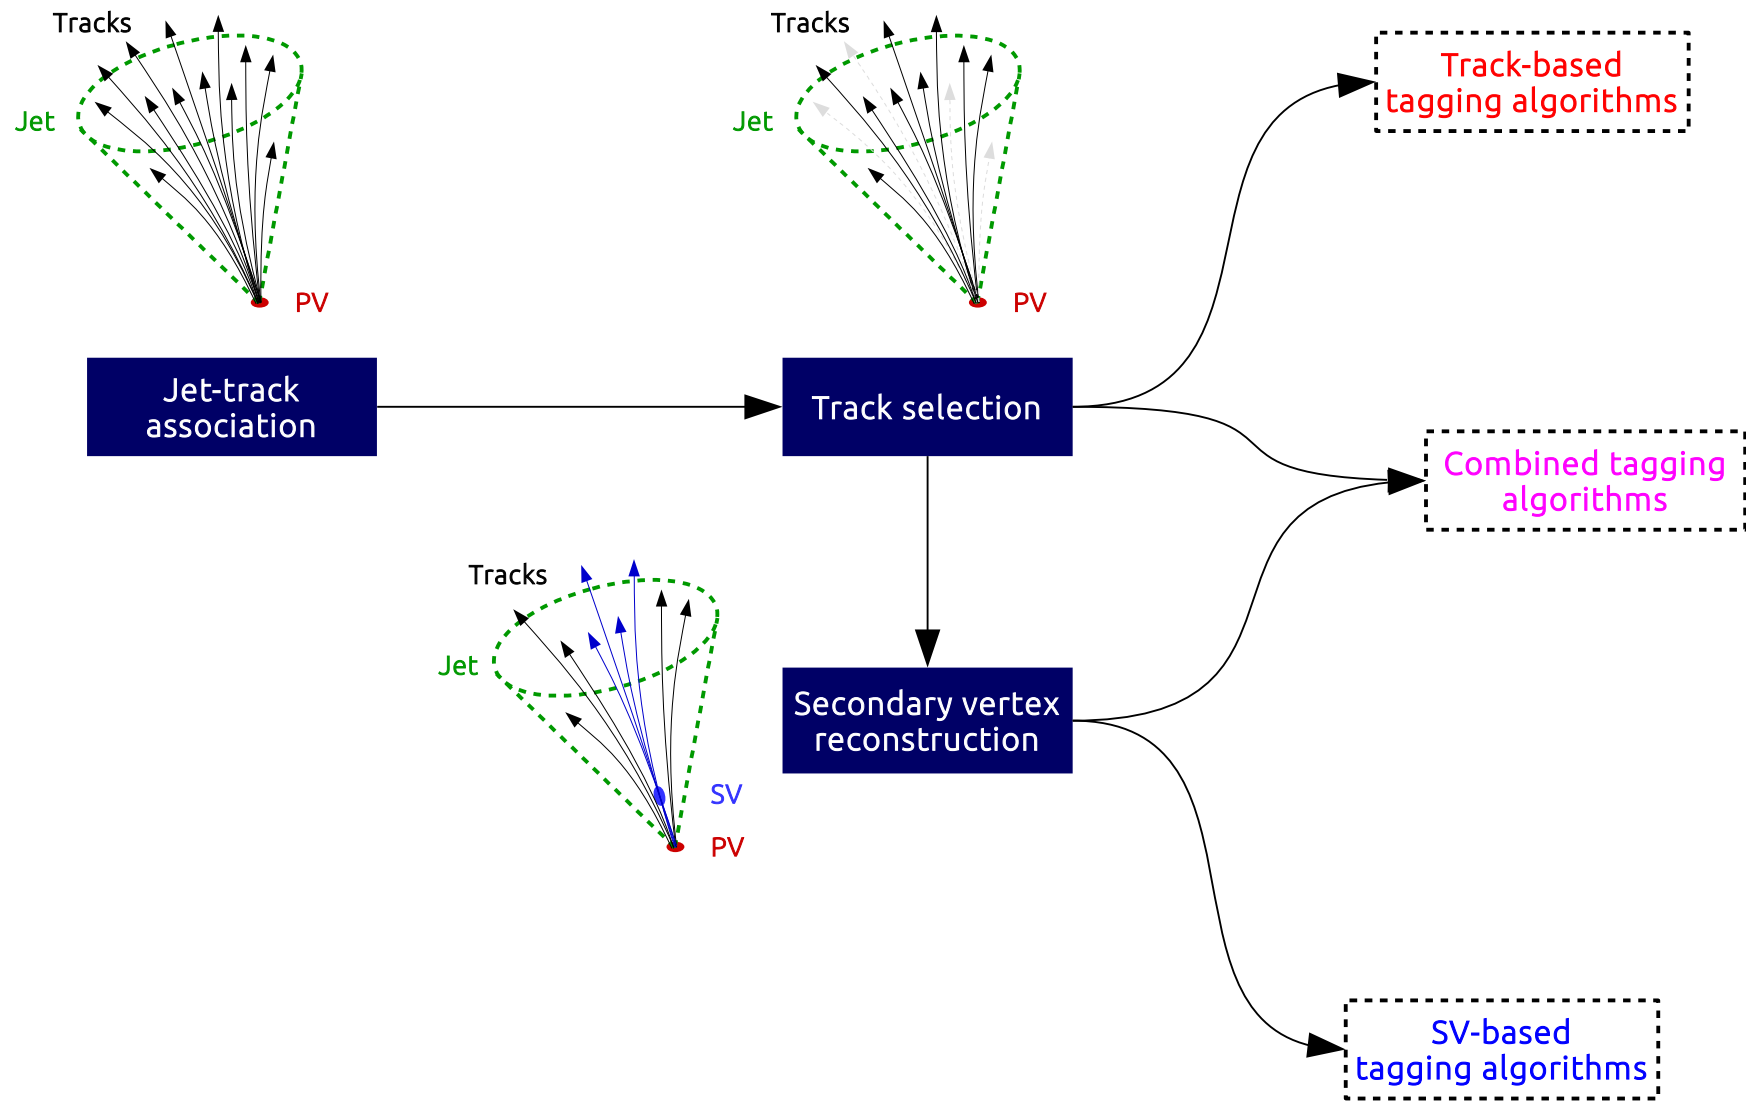 Tracks
Jet
PV
Tracks
Jet
PV
Track-based
tagging algorithms
Jet-track
association
Track selection
Combined tagging
algorithms
Tracks
Jet
SV
PV
Secondary vertex
reconstruction
SV-based
tagging algorithms